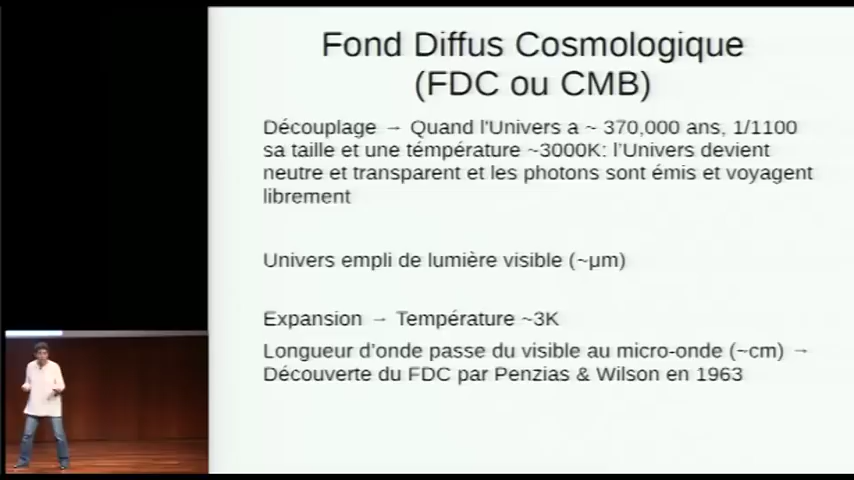 Fond Diffus Cosmologique
(FDC ou CMB)
Découplage → Quand l'Univers a ~ 370,000 ans, 1/1100
sa taille et une témpérature ~3000K: l'Univers devient
neutre et transparent et les photons sont émis et voyagent
librement
Univers empli de lumière visible (~μm)
Expansion → Température ~3K
Longueur d'onde passe du visible au micro-onde (~cm) →
Découverte du FDC par Penzias & Wilson en 1963